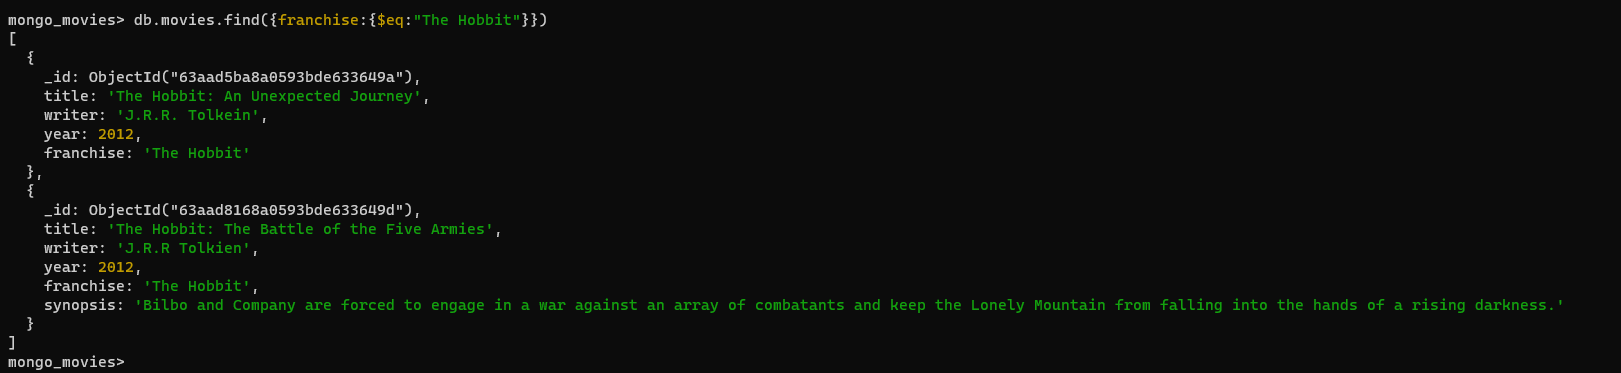 mongo_movies> db.movies.find({franchise:{$eq:"The Hobbit"}})
[
  {
    _id: ObjectId("63aad5ba8a0593bde633649a"),
    title: 'The Hobbit: An Unexpected Journey',
    writer: 'J.R.R. Tolkein',
    year: 2012,
    franchise: 'The Hobbit'
  },
  {
    _id: ObjectId("63aad8168a0593bde633649d"),
    title: 'The Hobbit: The Battle of the Five Armies',
    writer: 'J.R.R Tolkien',
    year: 2012,
    franchise: 'The Hobbit',
    synopsis: 'Bilbo and Company are forced to engage in a war against an array of combatants and keep the Lonely Mountain from falling into the hands of a rising darkness.'
  }
]
mongo_movies>